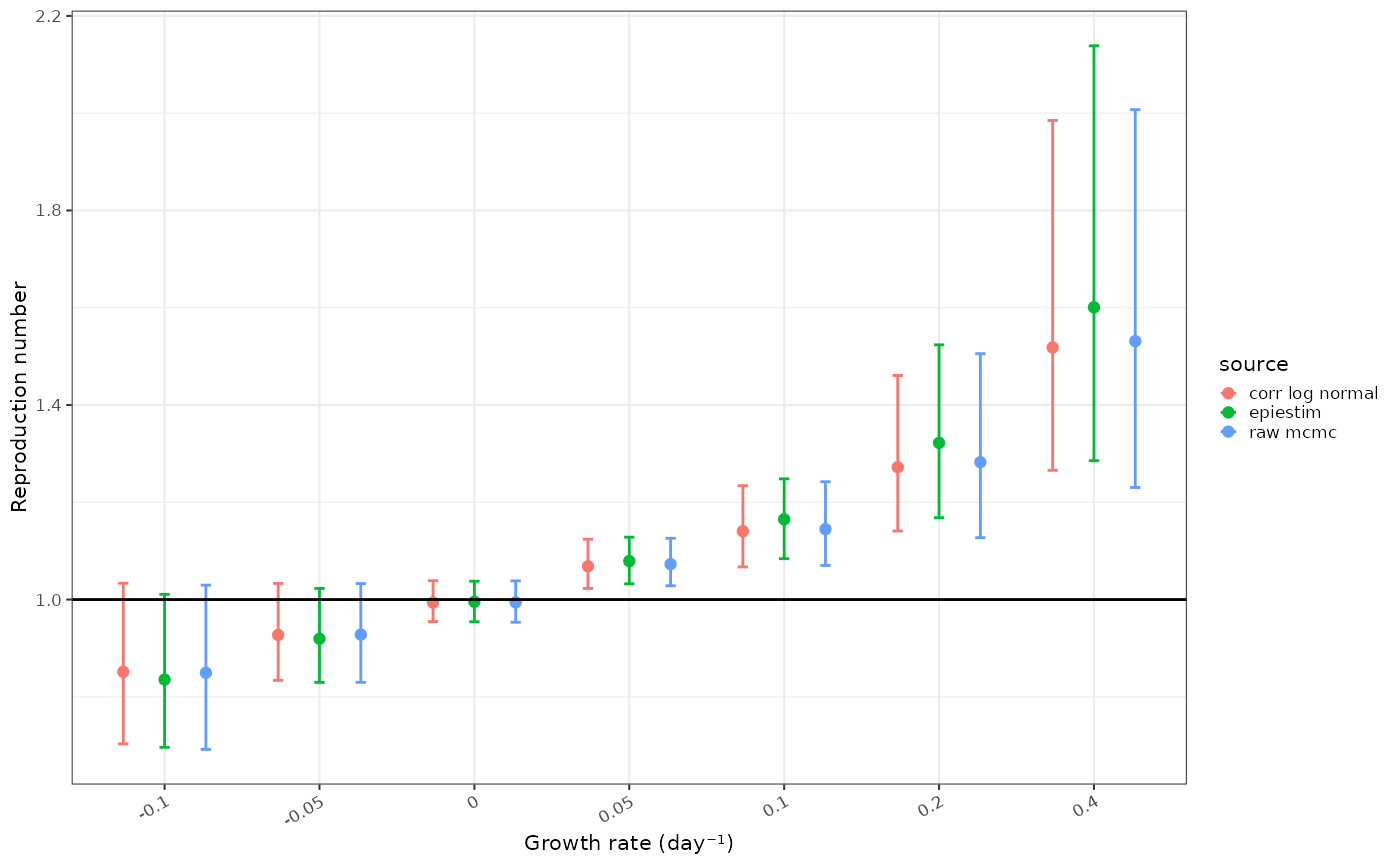 2.2
1.8
1.4
1.0
Reproduction number
-0.1
-0.05
0
0.05
0.1
0.2
0.4
Growth rate (day⁻¹)
source
corr log normal
epiestim
raw mcmc